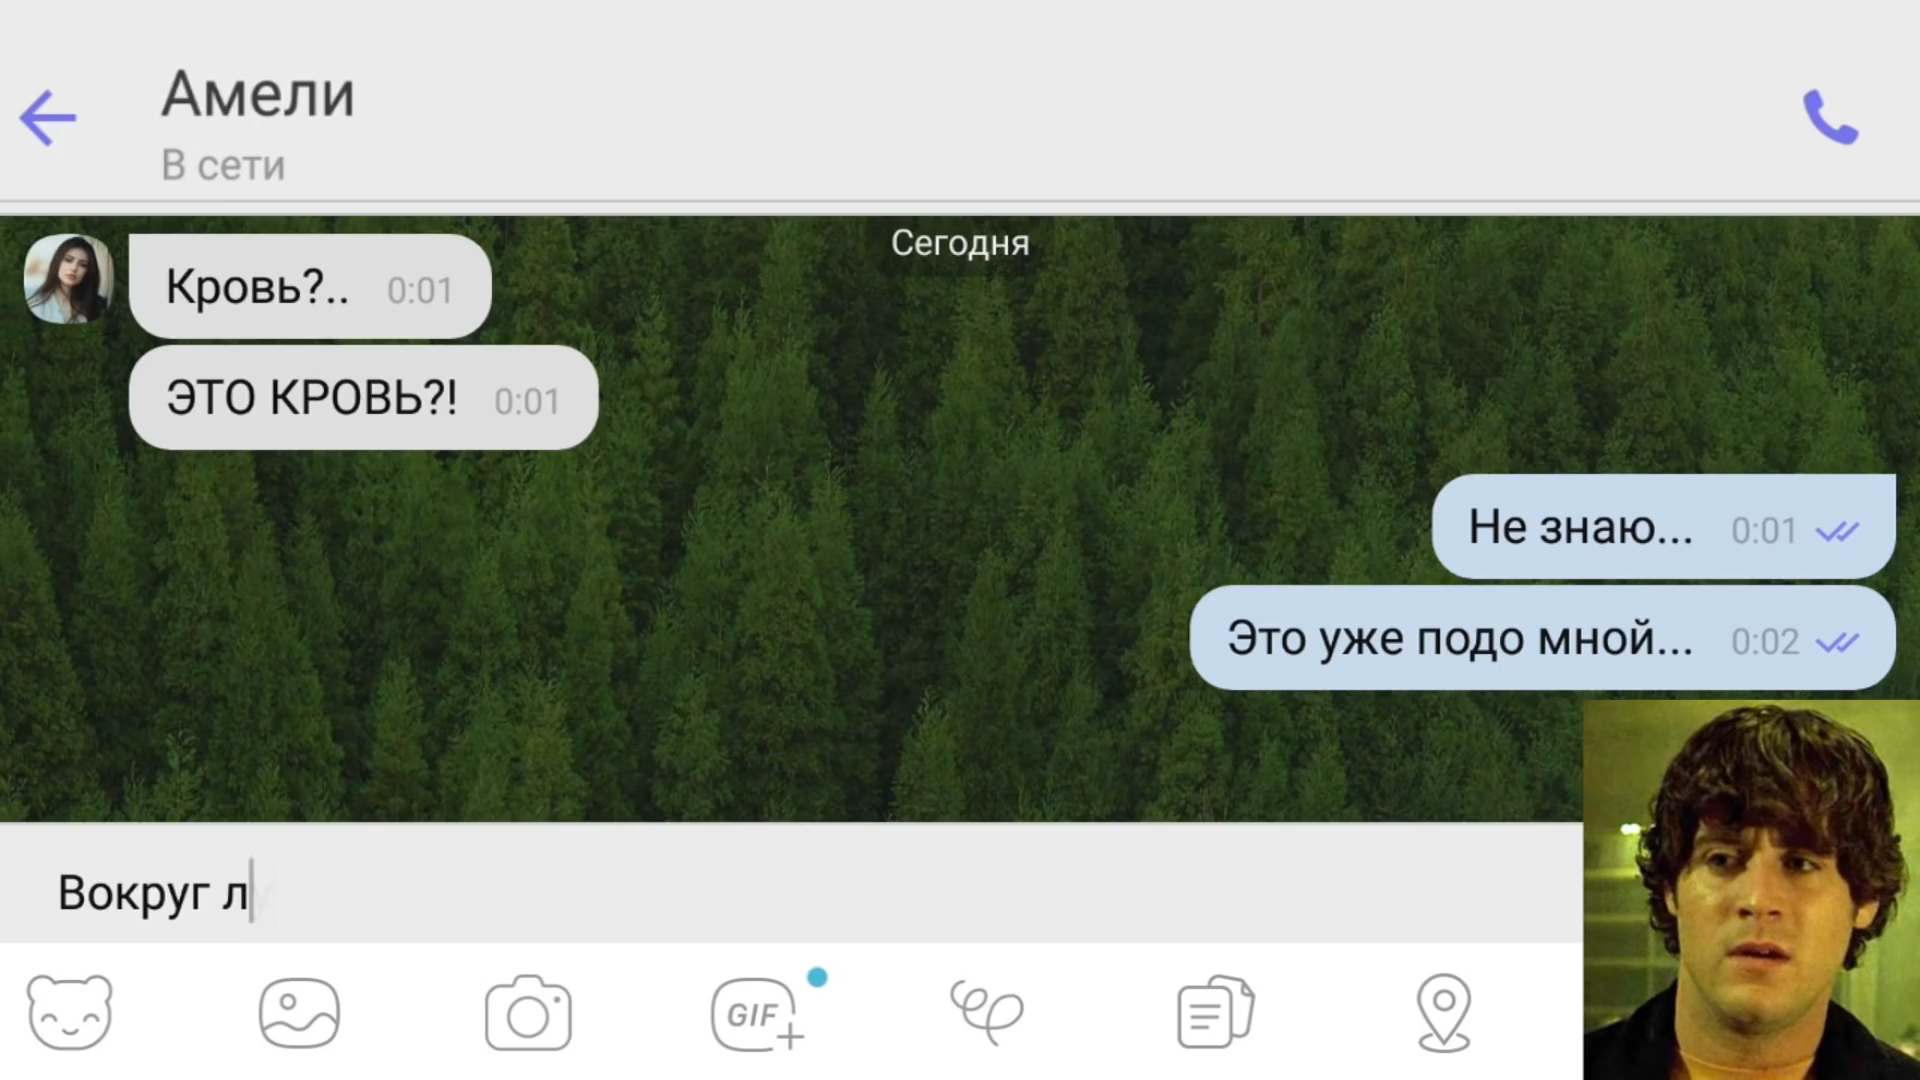 Амели
В сети
Сегодня
Кровь?.. 0:01
ЭТО КРОВЬ?! 0:01
Не знаю... 0:01
Это уже подо мной... 0:02
Вокруг л
GIF